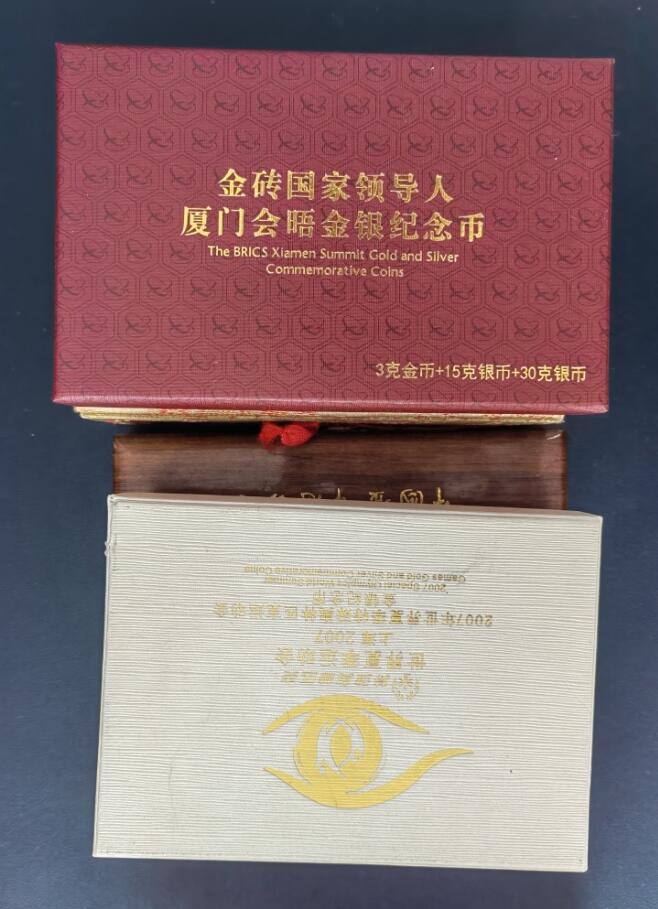 金砖国家领导人
厦门会晤金银纪念币
The BRICS Xiamen Summit Gold and Silver
Commemorative Coins
3克金币+15克银币+30克银币
世界夏季运动会
上海 2007
2007年世界夏季特殊奥林匹克运动会
金银纪念币
2007 Special Olympics World Summer
Games Gold and Silver Commemorative Coins